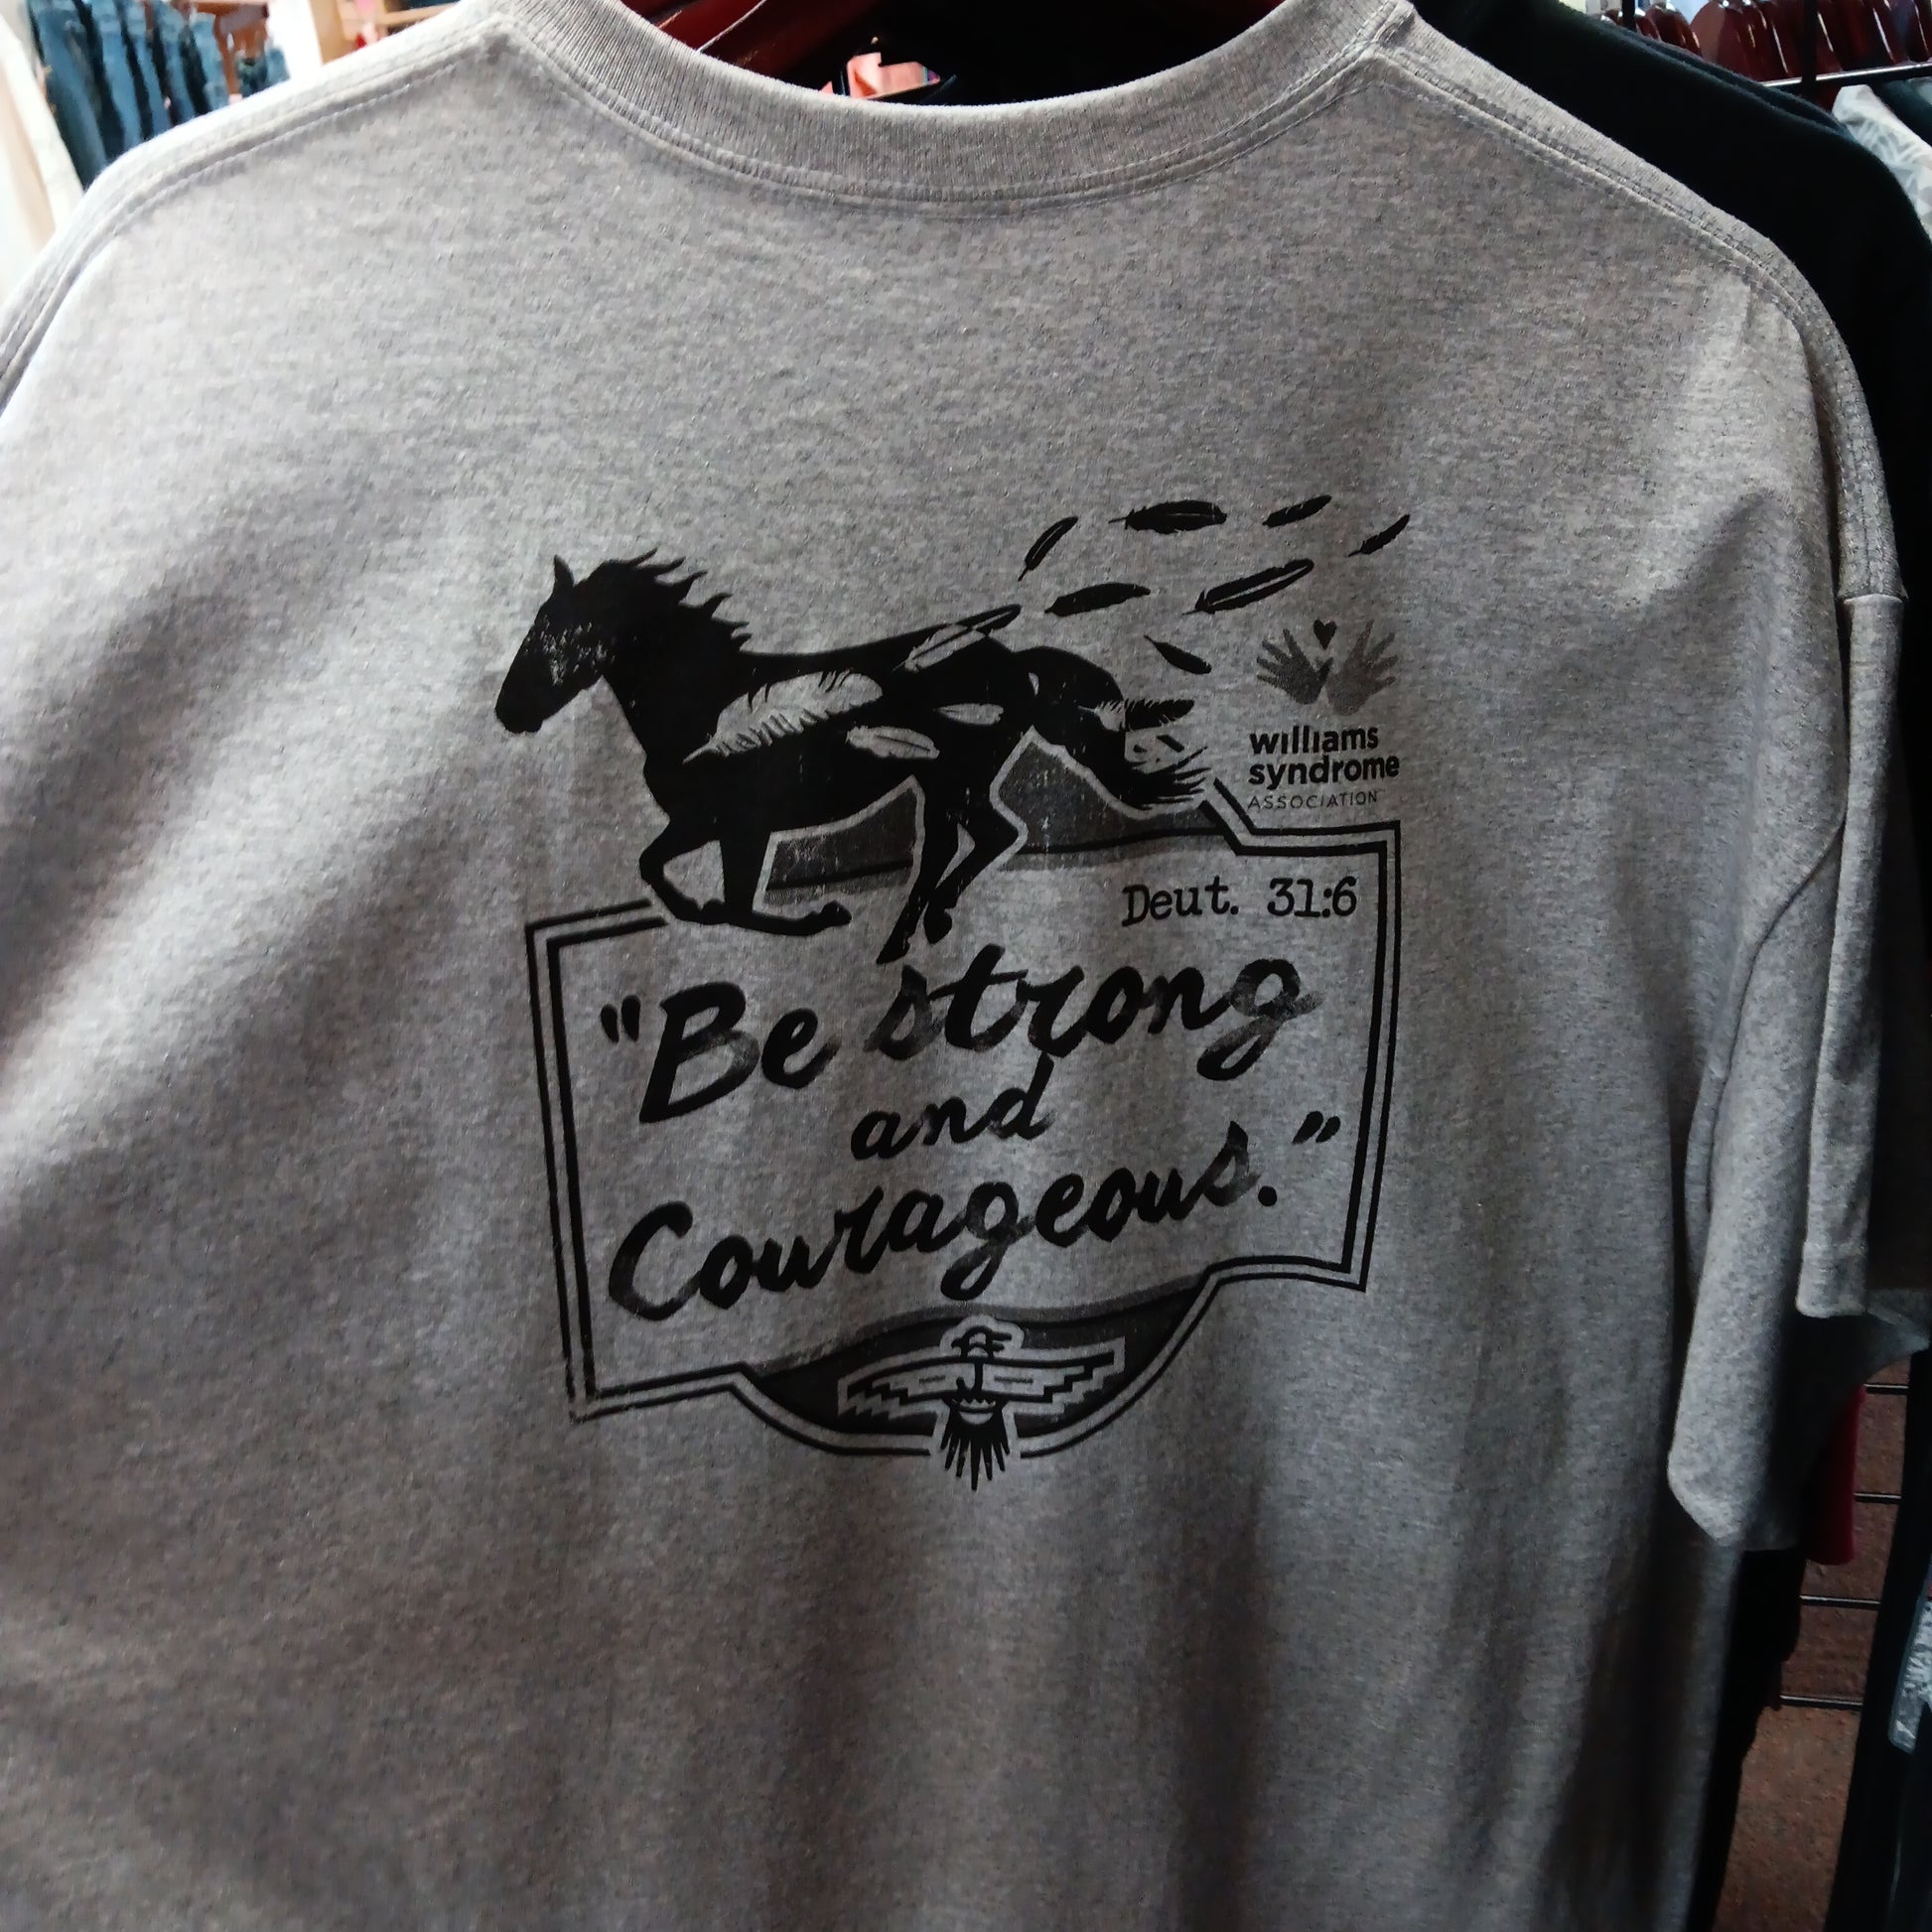 williams
syndrome
ASSOCIATION
Deut. 31:6
"Be strong
and
Courageous."